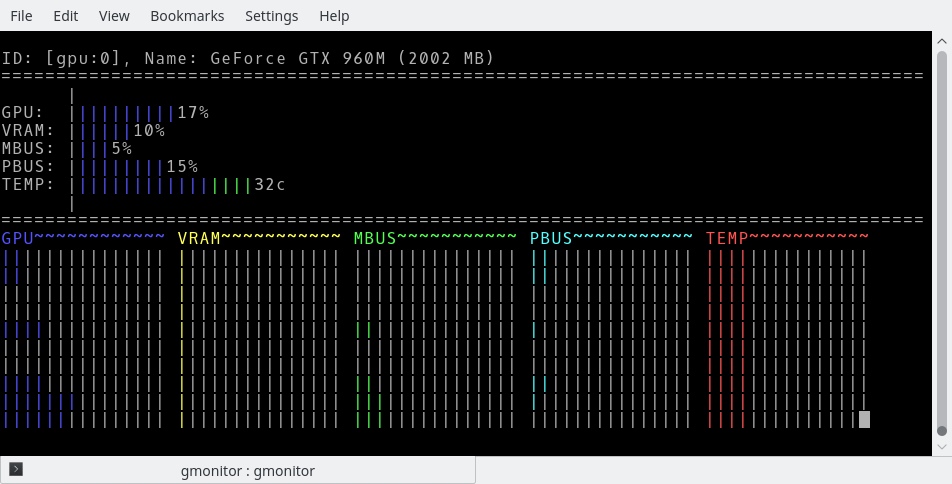 File Edit View Bookmarks Settings Help
ID: [gpu:0], Name: GeForce GTX 960M (2002 MB)
====================================================================================
|
GPU: ||||||||||17%
VRAM: ||||||10%
MBUS: ||||5%
PBUS: |||||||||15%
TEMP: |||||||||||||||||32c
|
====================================================================================
GPU~~~~~~~~~~~~ VRAM~~~~~~~~~~~ MBUS~~~~~~~~~~~ PBUS~~~~~~~~~~~ TEMP~~~~~~~~~~~
||||||||||||||| ||||||||||||||| ||||||||||||||| ||||||||||||||| |||||||||||||||
||||||||||||||| ||||||||||||||| ||||||||||||||| ||||||||||||||| |||||||||||||||
||||||||||||||| ||||||||||||||| ||||||||||||||| ||||||||||||||| |||||||||||||||
||||||||||||||| ||||||||||||||| ||||||||||||||| ||||||||||||||| |||||||||||||||
||||||||||||||| ||||||||||||||| ||||||||||||||| ||||||||||||||| |||||||||||||||
||||||||||||||| ||||||||||||||| ||||||||||||||| ||||||||||||||| |||||||||||||||
||||||||||||||| ||||||||||||||| ||||||||||||||| ||||||||||||||| |||||||||||||||
||||||||||||||| ||||||||||||||| ||||||||||||||| ||||||||||||||| |||||||||||||||
||||||||||||||| ||||||||||||||| ||||||||||||||| ||||||||||||||| |||||||||||||||
||||||||||||||| ||||||||||||||| ||||||||||||||| ||||||||||||||| ||||||||||||||
gmonitor : gmonitor